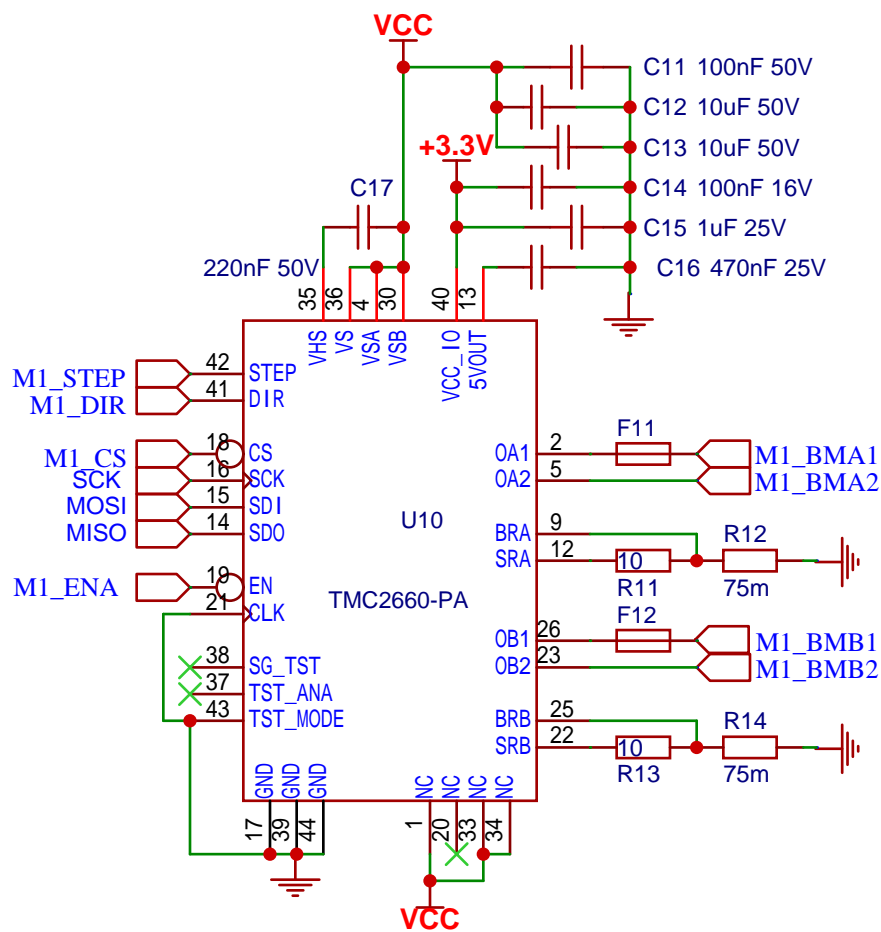 VCC
C11 100nF 50V
C12 10uF 50V
C13 10uF 50V
+3.3V
C14 100nF 16V
C17
C15 1uF 25V
220nF 50V
C16 470nF 25V
35 36 4 30 40 13
VHS VS VSA VSB VCC_IO 5VOUT
M1_STEP 42 STEP
M1_DIR 41 DIR
F11
M1_CS 18 CS
OA1 2 M1_BMA1
SCK 16 SCK
OA2 5 M1_BMA2
MOSI 15 SDI
MISO 14 SDO
U10
BRA 9 R12
SRA 12 10 75m
R11
M1_ENA 19 EN
21 CLK
TMC2660-PA
F12
OB1 26 M1_BMB1
OB2 23 M1_BMB2
38 SG_TST
37 TST_ANA
43 TST_MODE
BRB 25 R14
SRB 22 10 75m
R13
GND GND GND NC NC NC NC
17 39 44 1 20 33 34
VCC